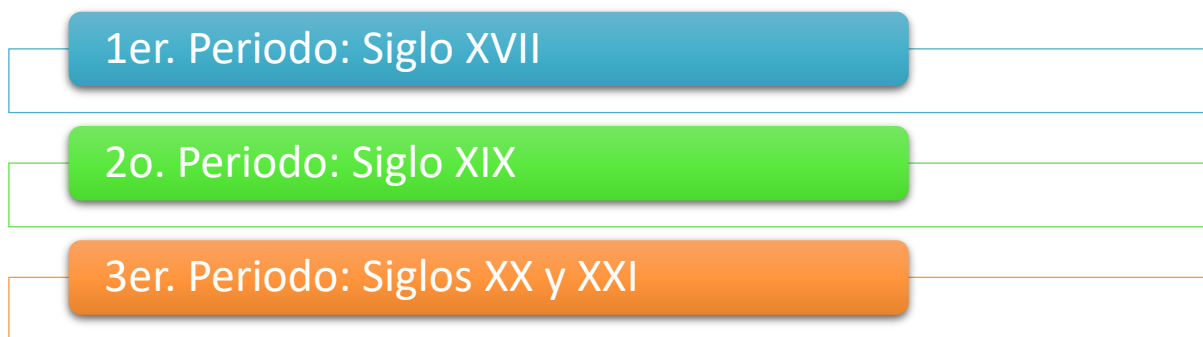 1er. Periodo: Siglo XVII
2o. Periodo: Siglo XIX
3er. Periodo: Siglos XX y XXI